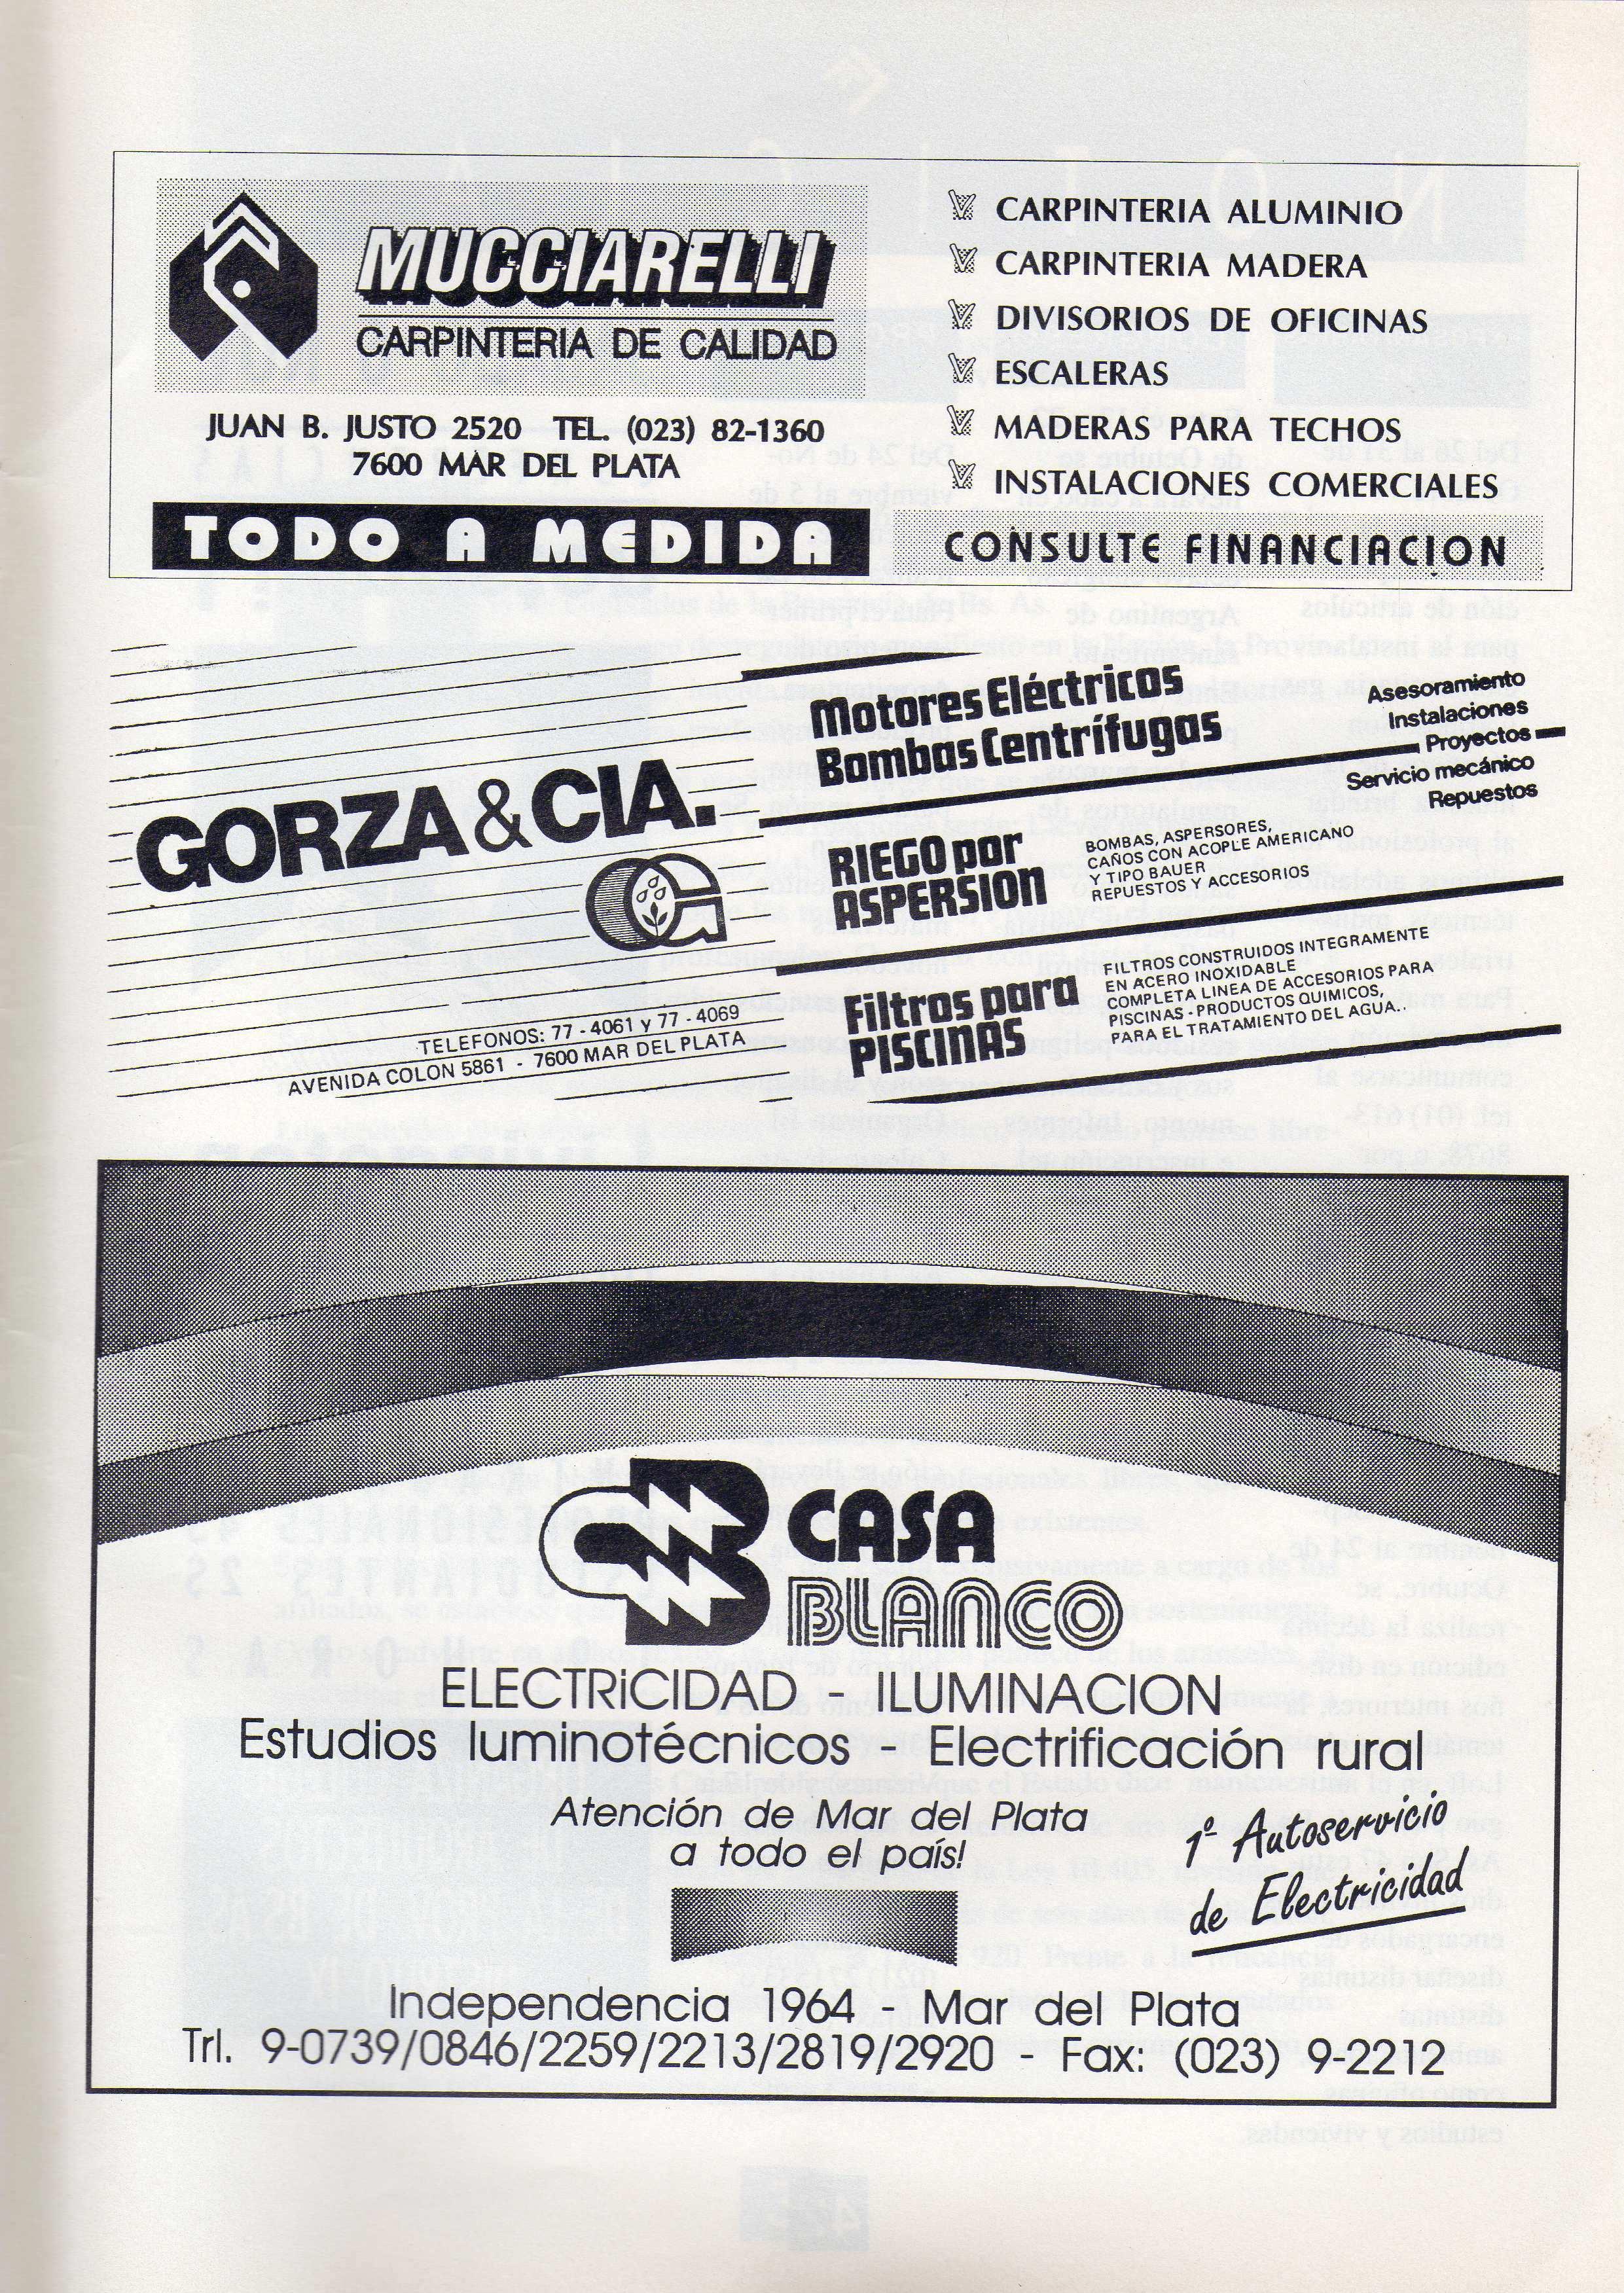 MUCCIARELLI
CARPINTERIA DE CALIDAD
JUAN B. JUSTO 2520 TEL. (023) 82-1360
7600 MAR DEL PLATA
TODO A MEDIDA
CARPINTERIA ALUMINIO
CARPINTERIA MADERA
DIVISORIOS DE OFICINAS
ESCALERAS
MADERAS PARA TECHOS
INSTALACIONES COMERCIALES
CONSULTE FINANCIACION
GORZA & CIA.
TELEFONOS: 77 - 4061 y 77 - 4069
AVENIDA COLON 5861 - 7600 MAR DEL PLATA
Motores Eléctricos
Bombas Centrífugas
Asesoramiento
Instalaciones
Proyectos
Servicio mecánico
Repuestos
RIEGO por
ASPERSION
BOMBAS, ASPERSORES,
CAÑOS CON ACOPLE AMERICANO
Y TIPO BAUER
REPUESTOS Y ACCESORIOS
Filtros para
PISCINAS
FILTROS CONSTRUIDOS INTEGRAMENTE
EN ACERO INOXIDABLE
COMPLETA LINEA DE ACCESORIOS PARA
PISCINAS - PRODUCTOS QUIMICOS,
PARA EL TRATAMIENTO DEL AGUA..
CASA
BLANCO
ELECTRiCIDAD - ILUMINACION
Estudios luminotécnicos - Electrificación rural
Atención de Mar del Plata
a todo el país!
1º Autoservicio
de Electricidad
Independencia 1964 - Mar del Plata
Trl. 9-0739/0846/2259/2213/2819/2920 - Fax: (023) 9-2212